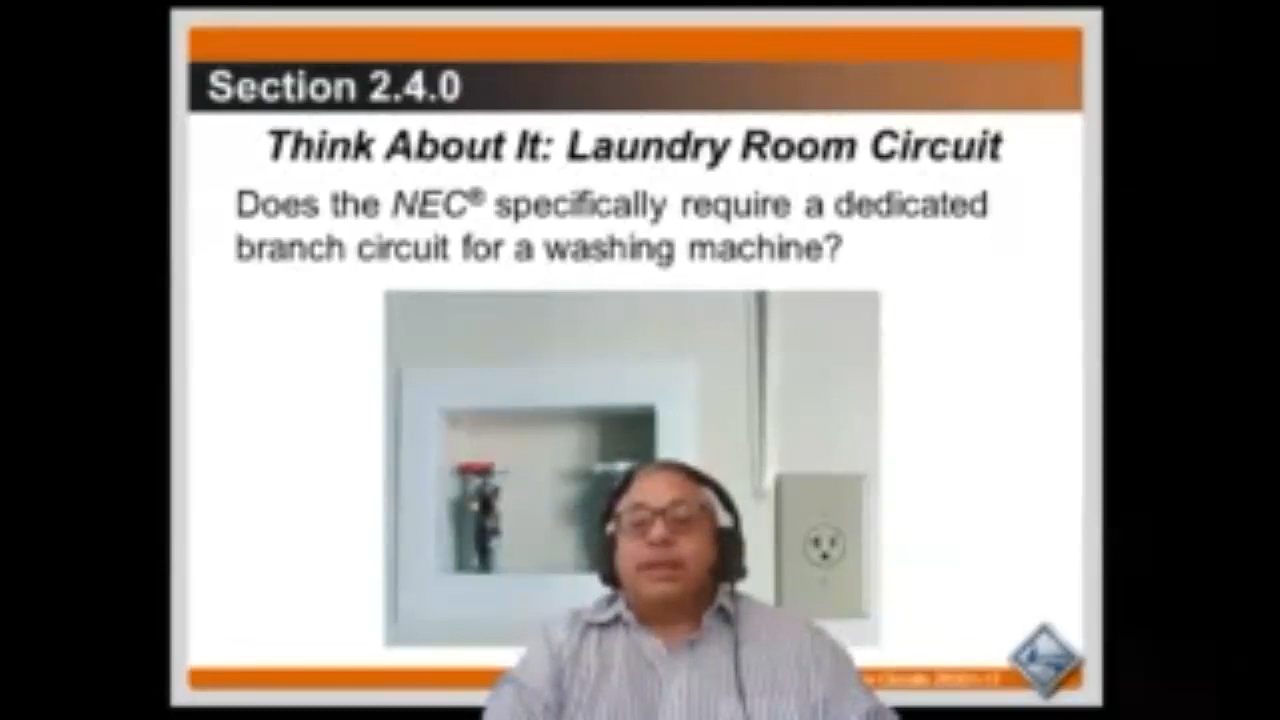 Section 2.4.0
Think About It: Laundry Room Circuit
Does the NEC® specifically require a dedicated
branch circuit for a washing machine?